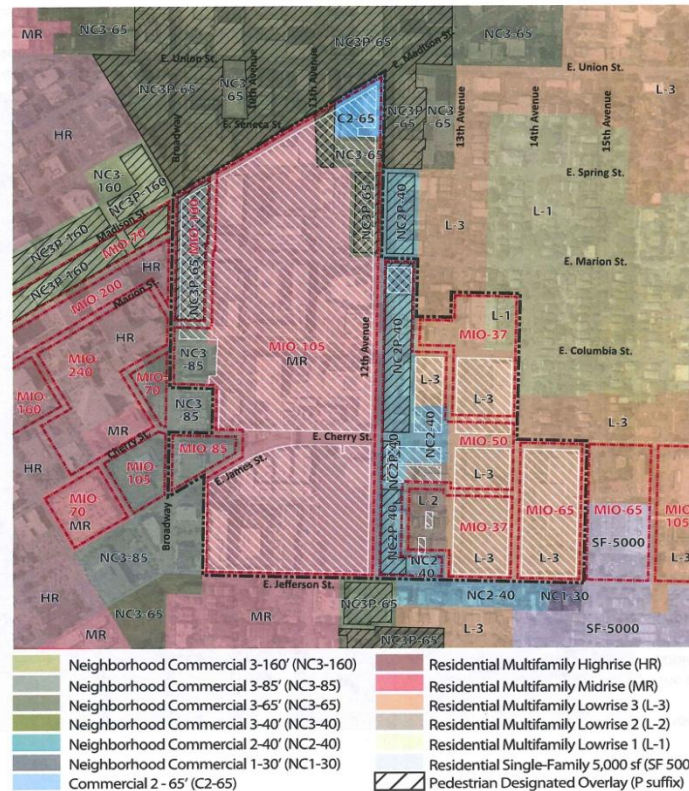 MR
NC3-65
NC3P-65
E. Madison St.
NC3-65
E. Union St.
E. Union St.
HR
NC3P-65
NC3
65
10th Avenue
11th Avenue
13th Avenue
14th Avenue
15th Avenue
L-3
E. Seneca St.
Broadway
C2-65
NC3P
-65
NC3
-65
NC3-65
E. Spring St.
NC3
-160
NC3P-160
NC3P-65
NC2P-40
L-3
L-1
Madison St.
NC3P-160
MIO-70
NC3P-160
HR
Marion St.
MIO-200
NC3P-65
E. Marion St.
HR
MIO
-240
MIO-
70
MIO-105
MR
NC3
-85
12th Avenue
NC2P-40
L-1
MIO-37
E. Columbia St.
L-3
L-3
MIO-
160
NC3
85
MR
Cherry St.
MIO-85
E. Cherry St.
NC2P-40
NC2-40
L-3
MIO-50
L-3
HR
MIO-
105
E. James St.
MIO-
70
MR
Broadway
NC3-85
NC2P-40
L-2
MIO-37
L-3
MIO-65
L-3
MIO-65
SF-5000
MIO-
105
L-3
E. Jefferson St.
NC2
-40
HR
NC3-65
MR
MR
NC3P-65
NC2-40
NC1-30
L-3
SF-5000
NC3P-65
Neighborhood Commercial 3-160' (NC3-160)
Neighborhood Commercial 3-85' (NC3-85)
Neighborhood Commercial 3-65' (NC3-65)
Neighborhood Commercial 3-40' (NC3-40)
Neighborhood Commercial 2-40' (NC2-40)
Neighborhood Commercial 1-30' (NC1-30)
Commercial 2 - 65' (C2-65)
Residential Multifamily Highrise (HR)
Residential Multifamily Midrise (MR)
Residential Multifamily Lowrise 3 (L-3)
Residential Multifamily Lowrise 2 (L-2)
Residential Multifamily Lowrise 1 (L-1)
Residential Single-Family 5,000 sf (SF 500
Pedestrian Designated Overlay (P suffix)